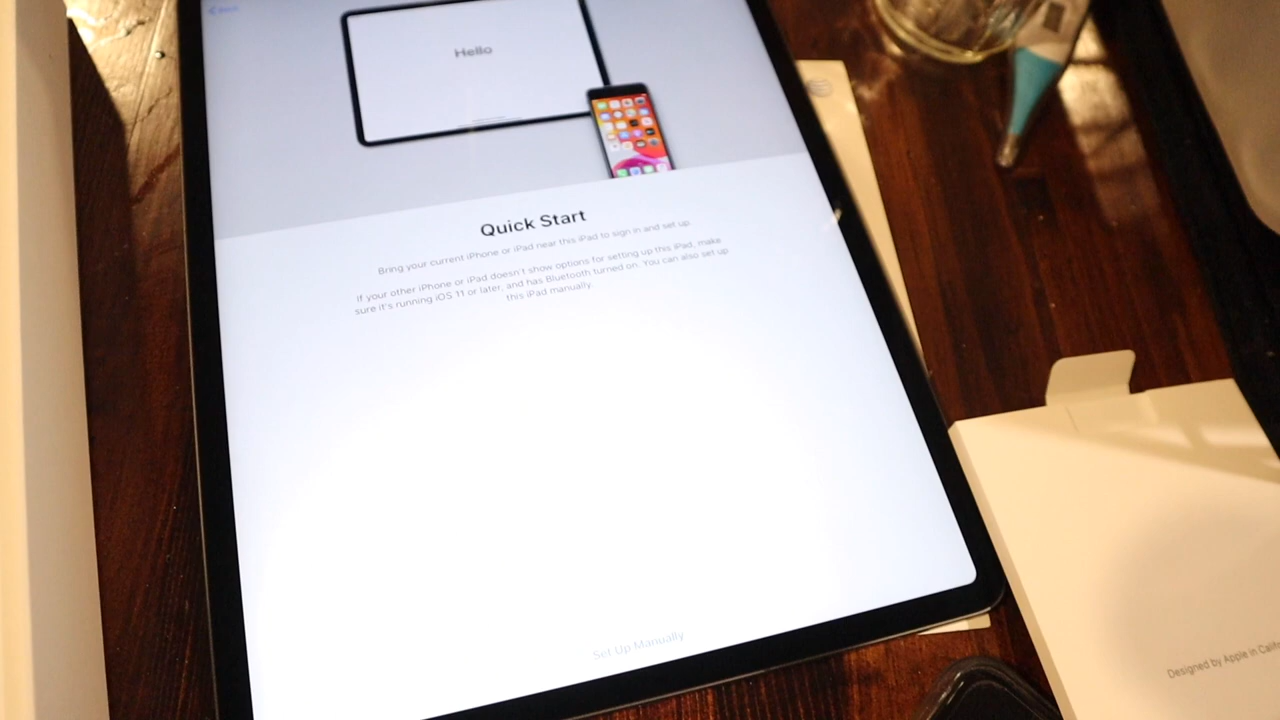 Back
Hello
Quick Start
Bring your current iPhone or iPad near this iPad to sign in and set up.
If your other iPhone or iPad doesn't show options for setting up this iPad, make
sure it's running iOS 11 or later, and has Bluetooth turned on. You can also set up
this iPad manually.
Set Up Manually
Designed by Apple in